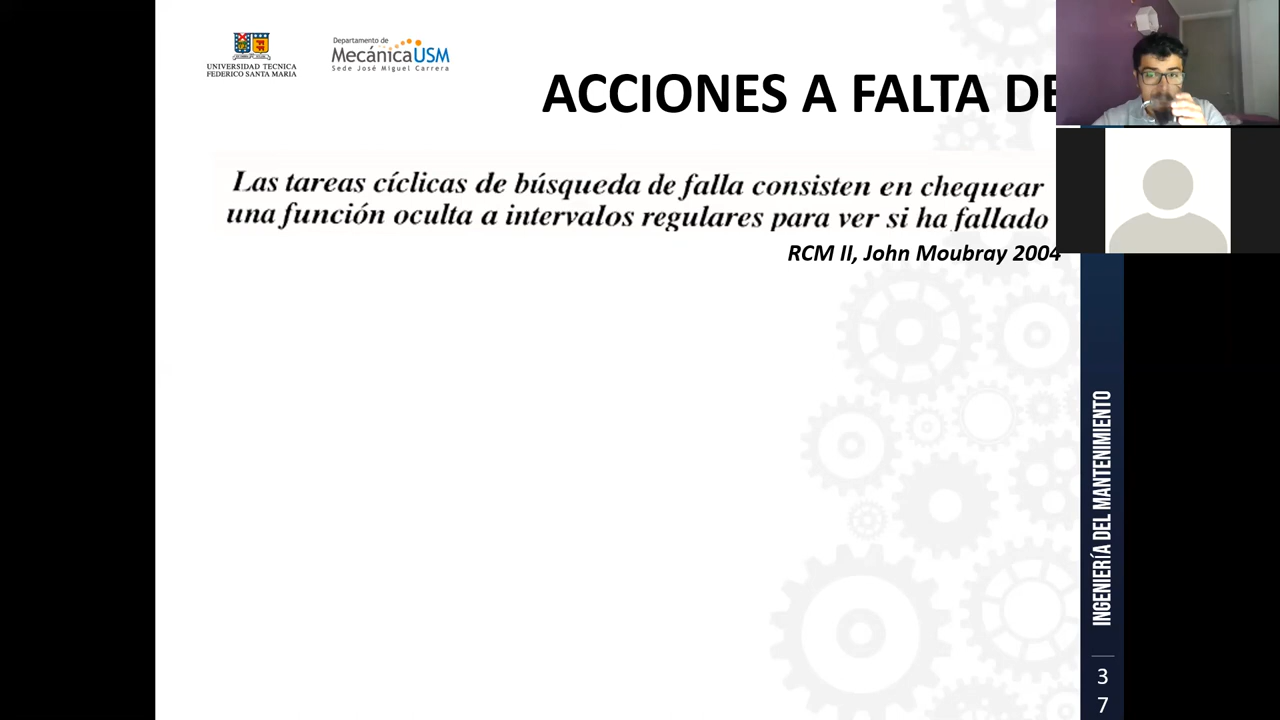 UNIVERSIDAD TECNICA
FEDERICO SANTA MARIA
Departamento de
MecánicaUSM
Sede José Miguel Carrera
ACCIONES A FALTA DE
Las tareas cíclicas de búsqueda de falla consisten en chequear
una función oculta a intervalos regulares para ver si ha fallado
RCM II, John Moubray 2004
INGENIERÍA DEL MANTENIMIENTO
3
7